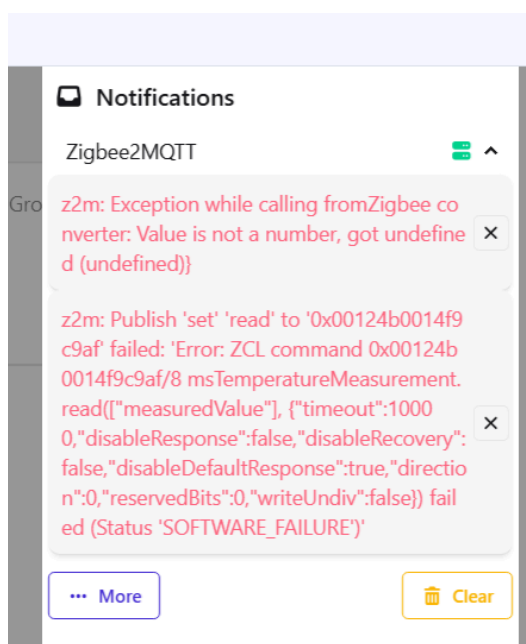 Notifications
Zigbee2MQTT
Gro
z2m: Exception while calling fromZigbee co
nverter: Value is not a number, got undefine
d (undefined)}
z2m: Publish 'set' 'read' to '0x00124b0014f9
c9af' failed: 'Error: ZCL command 0x00124b
0014f9c9af/8 msTemperatureMeasurement.
read(["measuredValue"], {"timeout":1000
0,"disableResponse":false,"disableRecovery":
false,"disableDefaultResponse":true,"directio
n":0,"reservedBits":0,"writeUndiv":false}) fail
ed (Status 'SOFTWARE_FAILURE')'
More
Clear